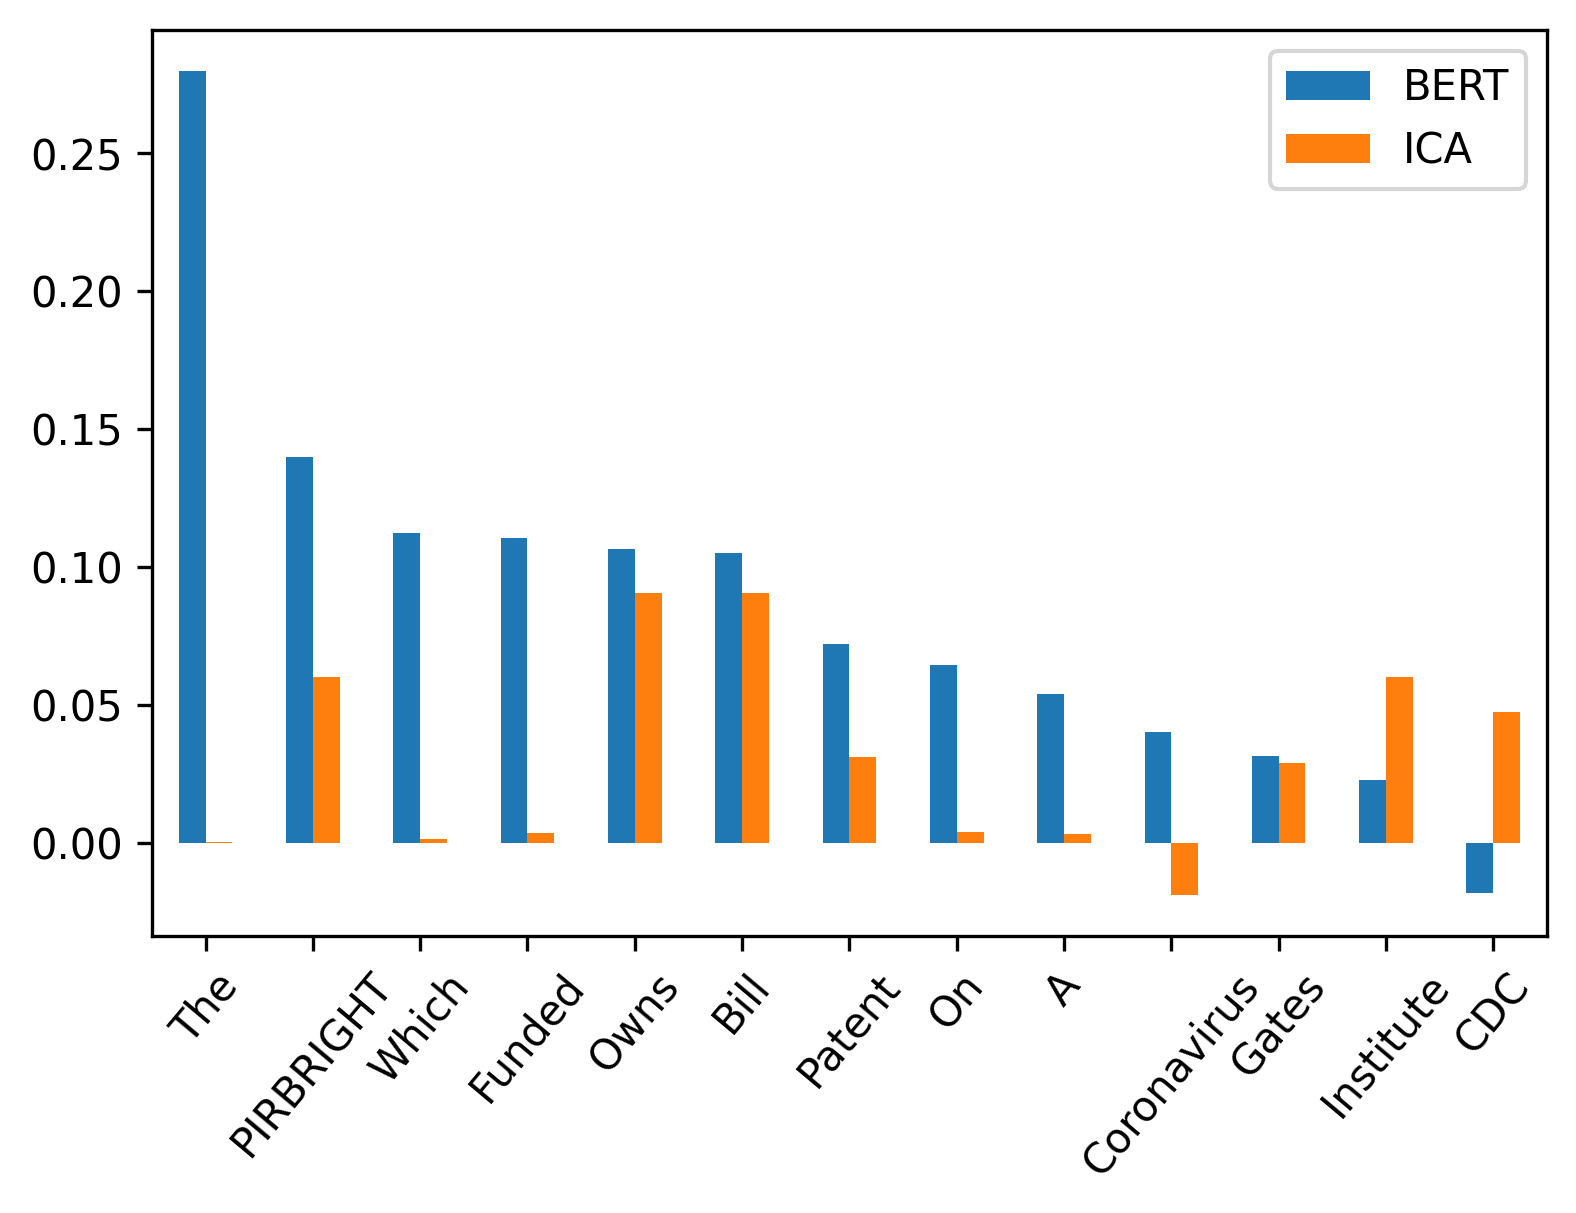 BERT
ICA
0.25
0.20
0.15
0.10
0.05
0.00
The
PIRBRIGHT
Which
Funded
Owns
Bill
Patent
On
A
Coronavirus
Gates
Institute
CDC